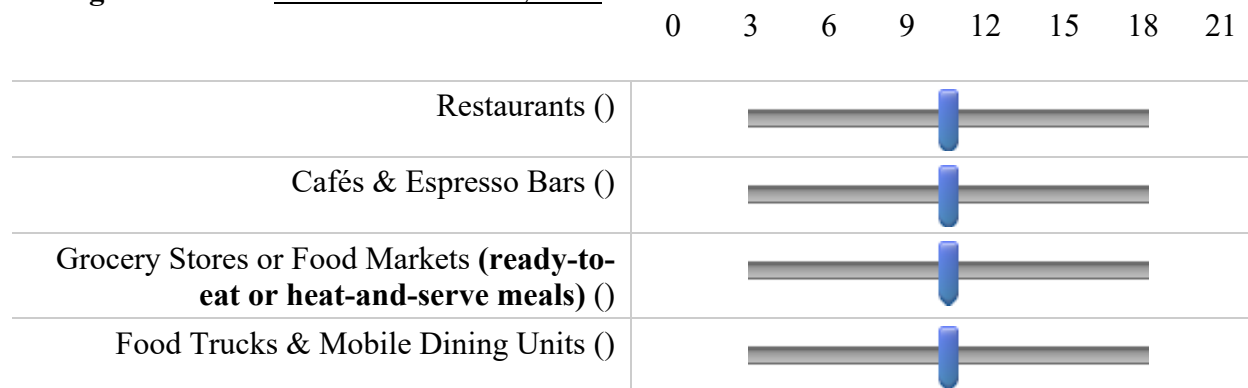 0 3 6 9 12 15 18 21
Restaurants ()
Cafés & Espresso Bars ()
Grocery Stores or Food Markets (ready-to-
eat or heat-and-serve meals) ()
Food Trucks & Mobile Dining Units ()